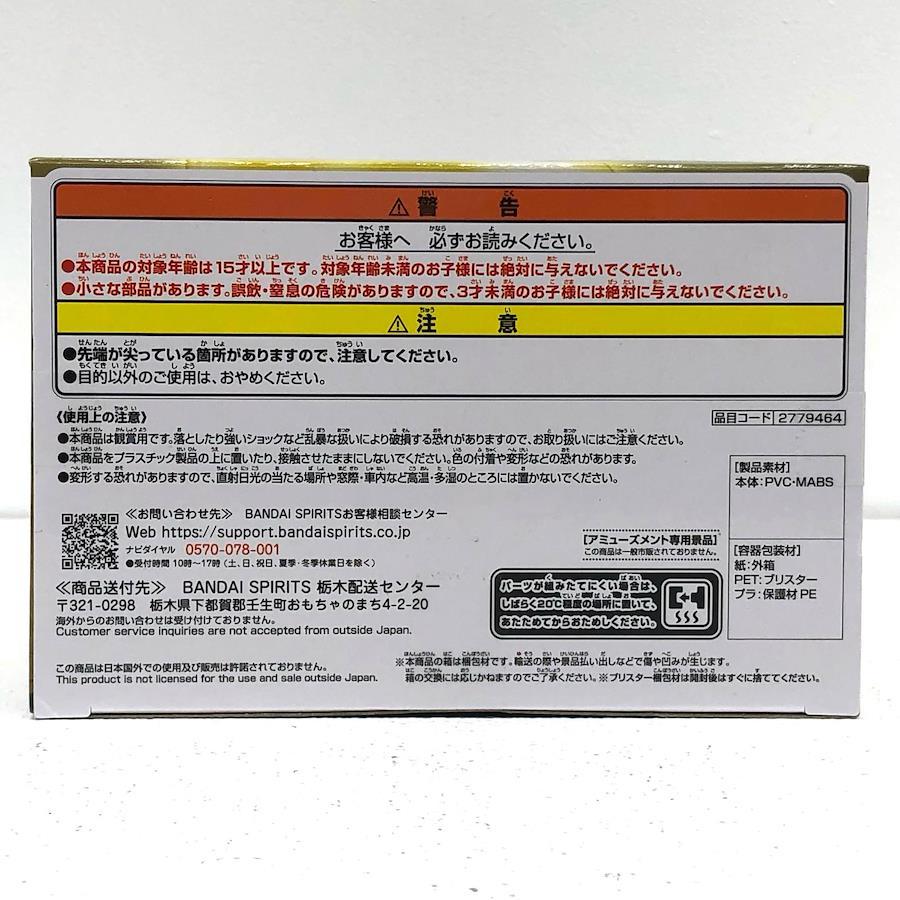 ⚠警告
お客様へ 必ずお読みください。
●本商品の対象年齢は15才以上です。対象年齢未満のお子様には絶対に与えないでください。
●小さな部品があります。誤飲・窒息の危険がありますので、3才未満のお子様には絶対に与えないでください。
⚠注意
●先端が尖っている箇所がありますので、注意してください。
●目的以外のご使用は、おやめください。
《使用上の注意》
品目コード 2779464
●本商品は観賞用です。落としたり強いショックなど乱暴な扱いにより破損する恐れがありますので、お取り扱いにはご注意ください。
●本商品をプラスチック製品の上に置いたり、接触させたままにしないでください。色の付着や変形などの恐れがあります。
●変形する恐れがありますので、直射日光の当たる場所や窓際・車内など高温・多湿のところには置かないでください。
[製品素材]
本体:PVC・MABS
≪お問い合わせ先≫ BANDAI SPIRITSお客様相談センター
Web https://support.bandaispirits.co.jp
ナビダイヤル 0570-078-001
●受付時間 10時〜17時(土、日、祝日、夏季・冬季休業日を除く)
[アミューズメント専用景品]
この商品は一般市販されておりません。
[容器包装材]
紙:外箱
PET:ブリスター
プラ:保護材 PE
≪商品送付先≫ BANDAI SPIRITS 栃木配送センター
〒321-0298 栃木県下都賀郡壬生町おもちゃのまち4-2-20
海外からのお問い合わせは受け付けておりません。
Customer service inquiries are not accepted from outside Japan.
パーツが組みたてにくい場合は、
しばらく20℃程度の場所に置いて、
あたためてからおためしください。
この商品は日本国外での使用及び販売は許諾されておりません。
This product is not licensed for the use and sale outside Japan.
※本商品の箱は梱包材です。輸送の際や景品払い出しなどで傷や凹みが生じます。
箱の交換には応じかねますのでご了承ください。※ブリスター梱包材は開封後はすぐに捨ててください。